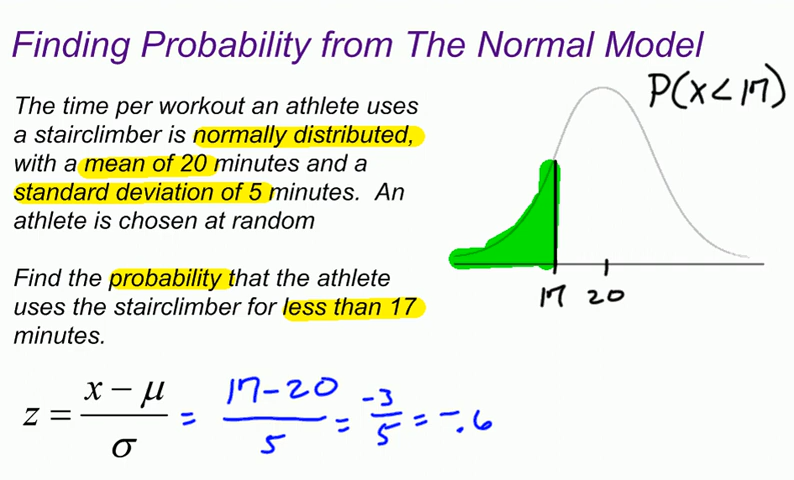 Finding Probability from The Normal Model
P(x<17)
The time per workout an athlete uses
a stairclimber is normally distributed,
with a mean of 20 minutes and a
standard deviation of 5 minutes. An
athlete is chosen at random
Find the probability that the athlete
uses the stairclimber for less than 17
minutes.
17 20
z = (x − μ)/σ = (17-20)/5 = -3/5 = -.6